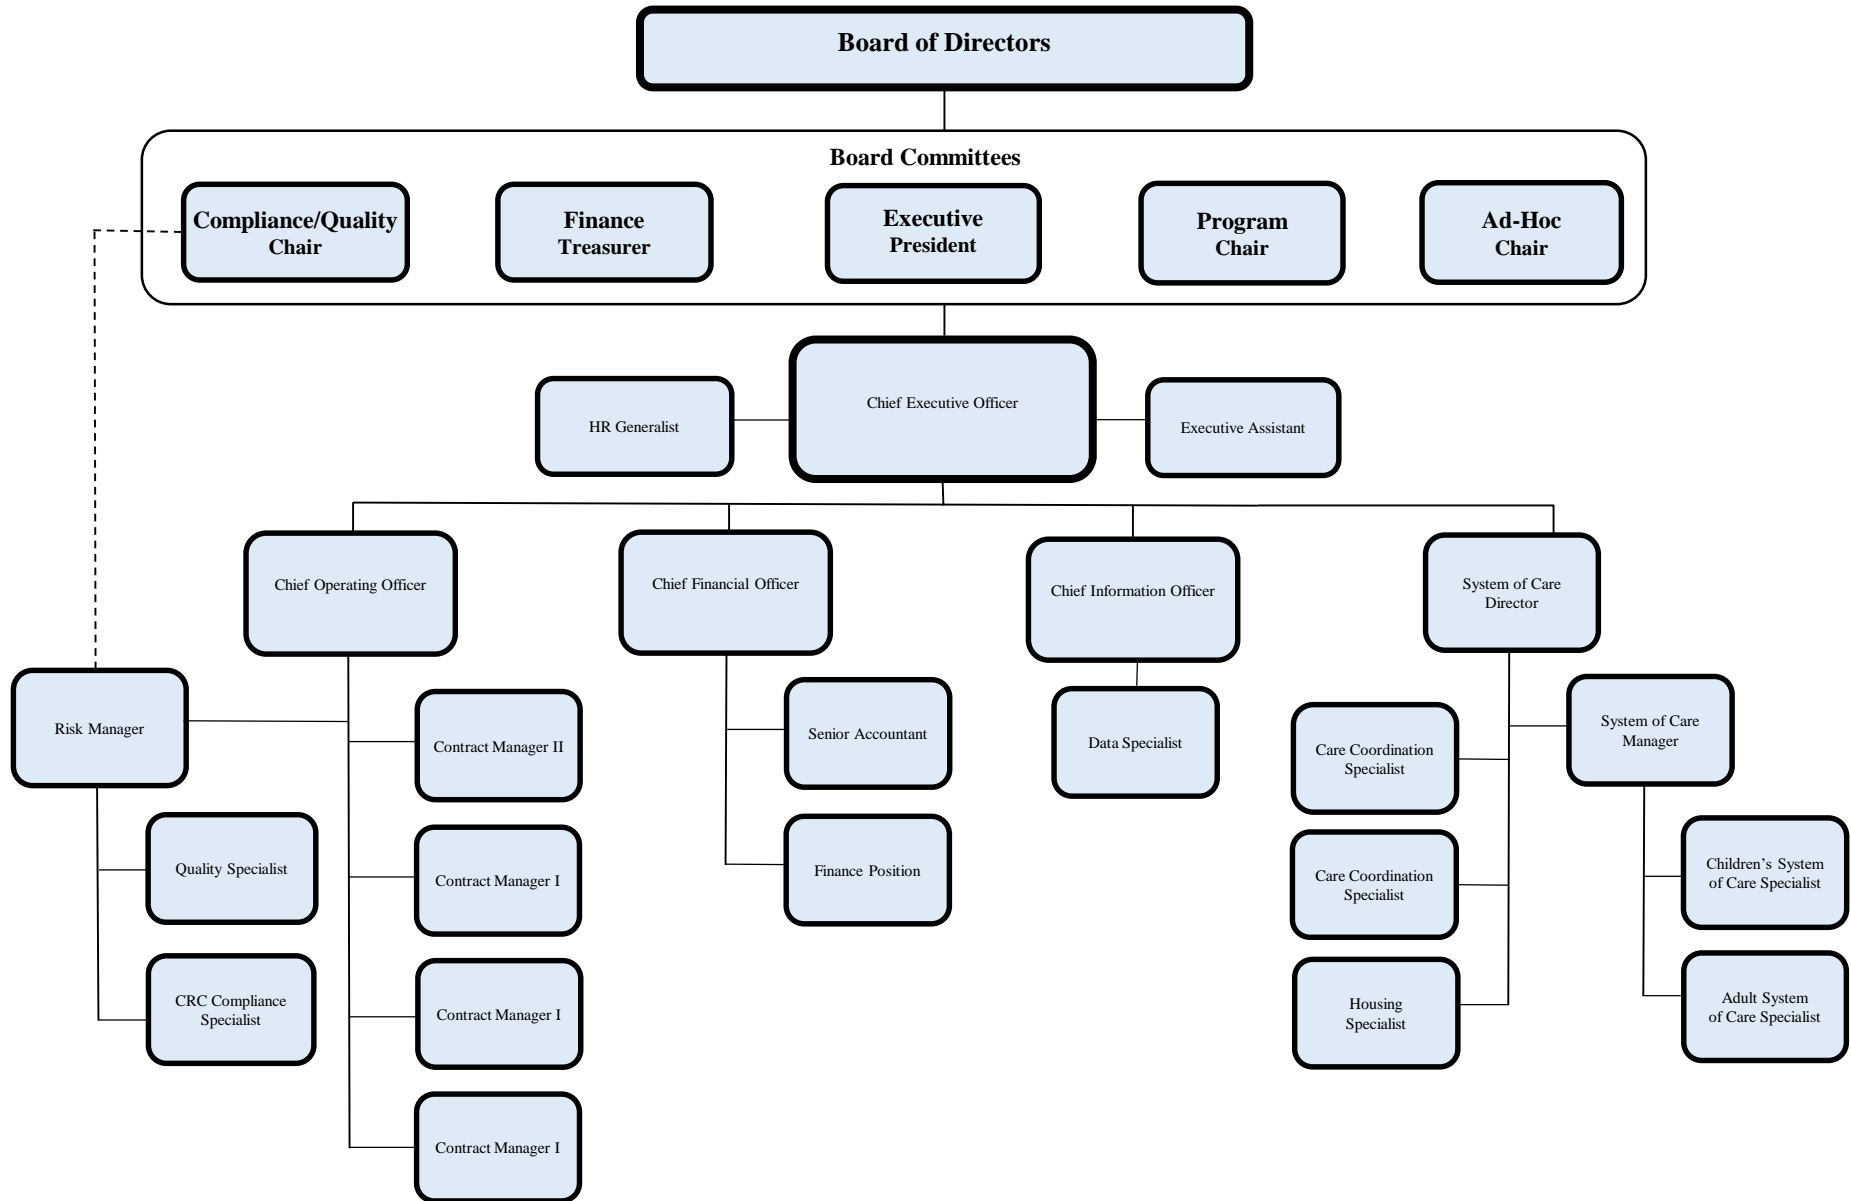 Board of Directors
Board Committees
Compliance/Quality
Chair
Finance
Treasurer
Executive
President
Program
Chair
Ad-Hoc
Chair
Chief Executive Officer
HR Generalist
Executive Assistant
Chief Operating Officer
Chief Financial Officer
Chief Information Officer
System of Care
Director
Risk Manager
Contract Manager II
Senior Accountant
Data Specialist
Care Coordination
Specialist
System of Care
Manager
Quality Specialist
Contract Manager I
Finance Position
Care Coordination
Specialist
Children’s System
of Care Specialist
CRC Compliance
Specialist
Contract Manager I
Housing
Specialist
Adult System
of Care Specialist
Contract Manager I